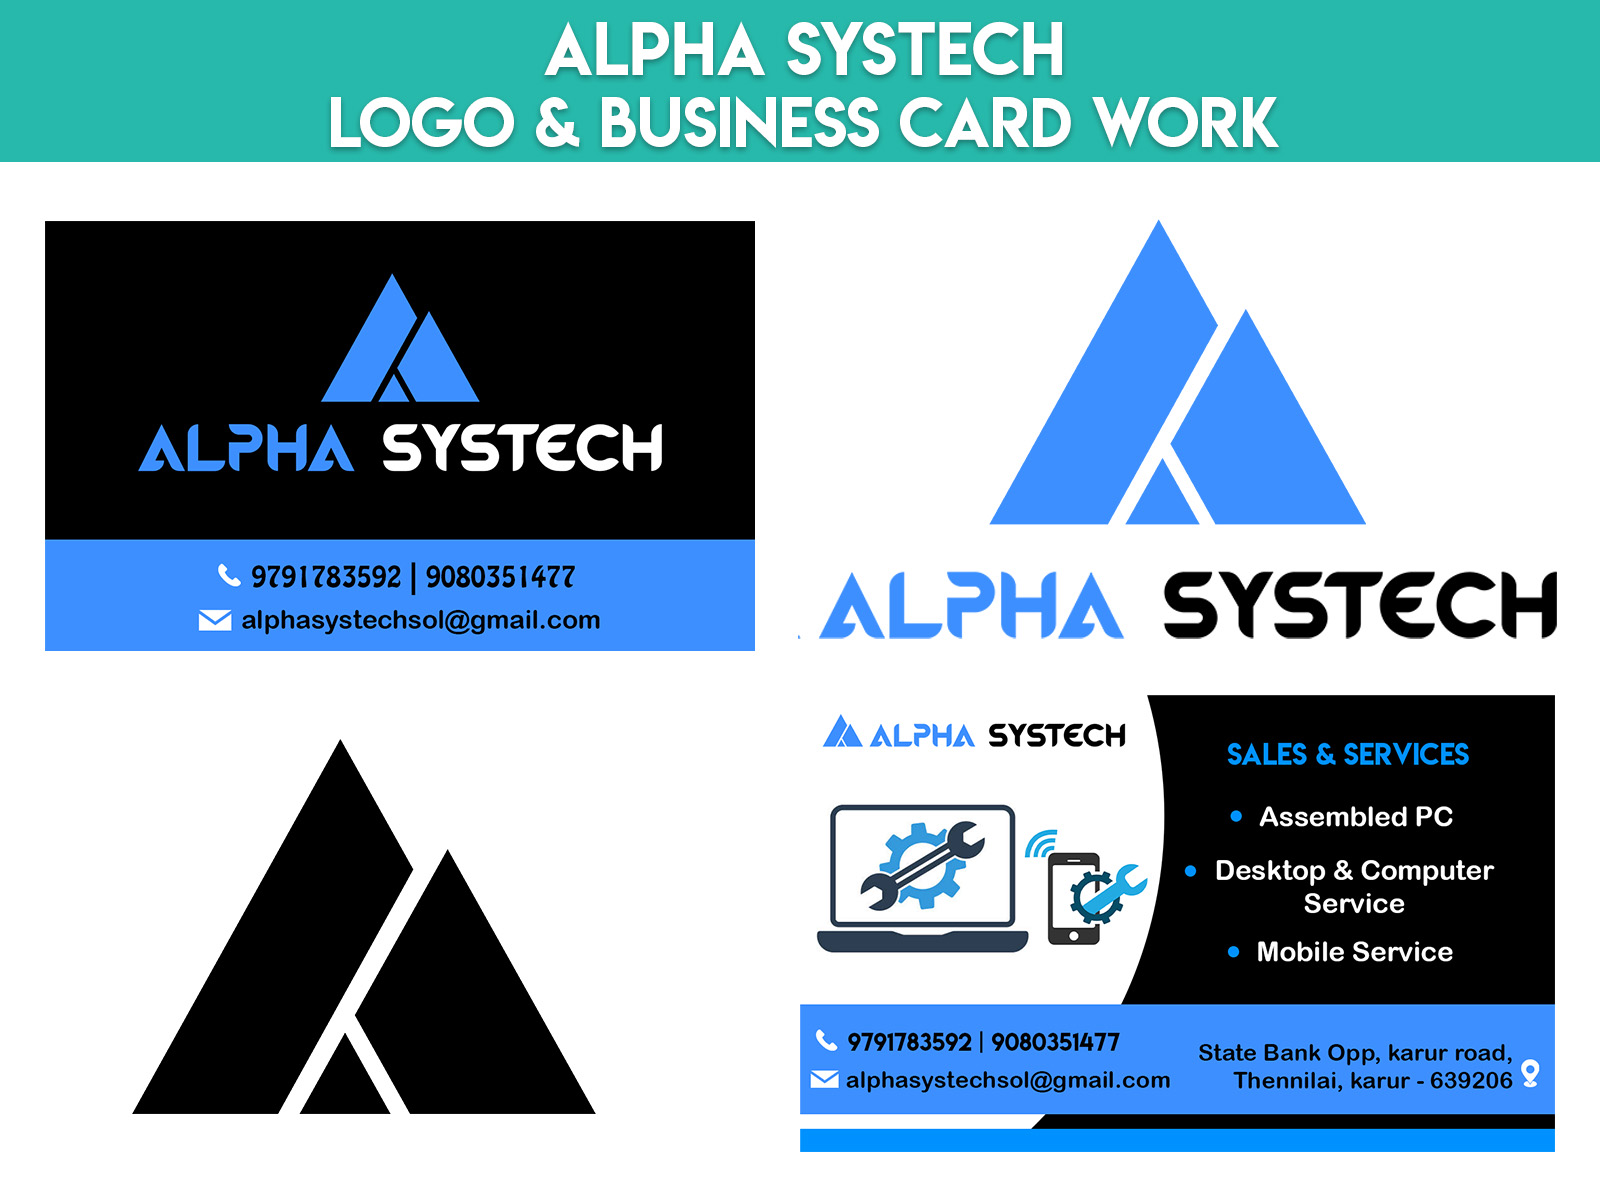 ALPHA SYSTECH
LOGO & BUSINESS CARD WORK
ALPHA SYSTECH
9791783592 | 9080351477
alphasystechsol@gmail.com
ALPHA SYSTECH
ALPHA SYSTECH
SALES & SERVICES
Assembled PC
Desktop & Computer
Service
Mobile Service
9791783592 | 9080351477
alphasystechsol@gmail.com
State Bank Opp, karur road,
Thennilai, karur - 639206